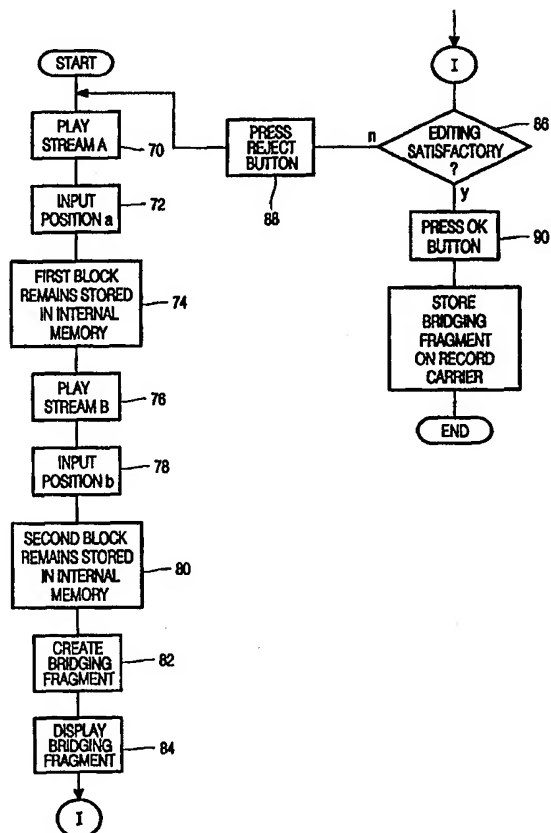 START
PLAY
STREAM A
70
INPUT
POSITION a
72
FIRST BLOCK
REMAINS STORED
IN INTERNAL
MEMORY
74
PLAY
STREAM B
76
INPUT
POSITION b
78
SECOND BLOCK
REMAINS STORED
IN INTERNAL
MEMORY
80
CREATE
BRIDGING
FRAGMENT
82
DISPLAY
BRIDGING
FRAGMENT
84
I
I
EDITING
SATISFACTORY
?
86
n
PRESS
REJECT
BUTTON
88
y
PRESS OK
BUTTON
90
STORE
BRIDGING
FRAGMENT
ON RECORD
CARRIER
END